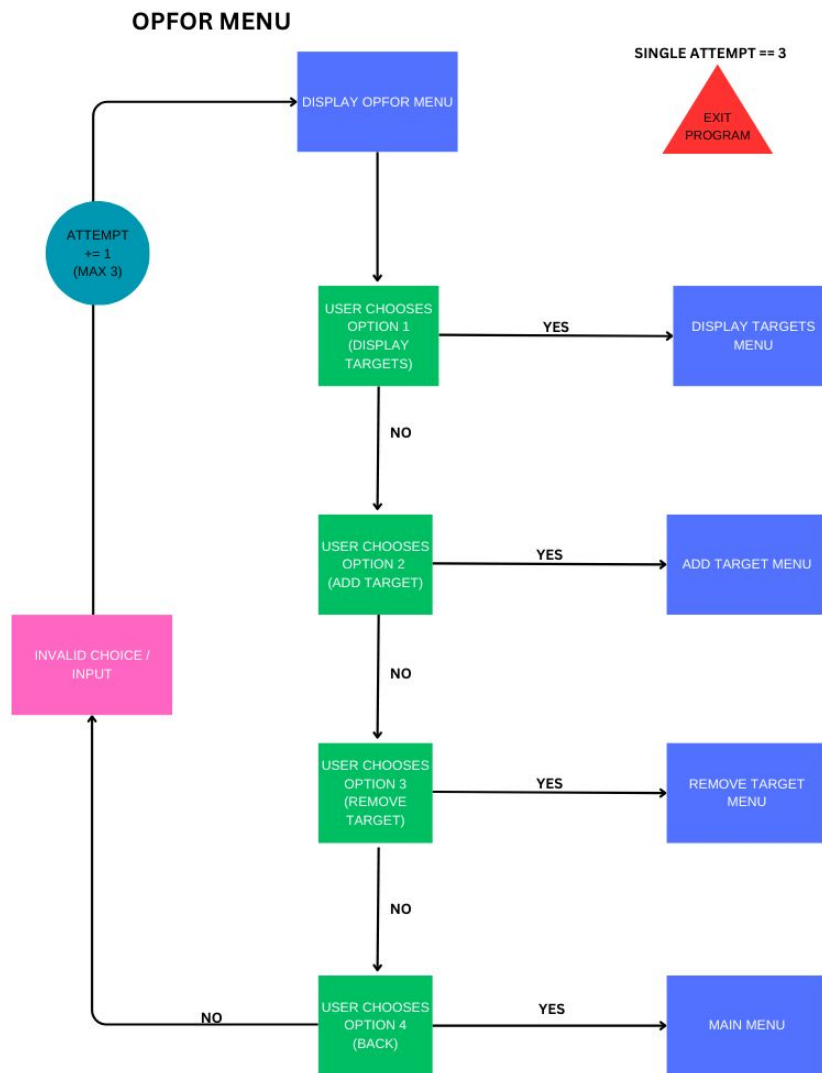 OPFOR MENU
SINGLE ATTEMPT == 3
DISPLAY OPFOR MENU
EXIT
PROGRAM
ATTEMPT
+= 1
(MAX 3)
USER CHOOSES
OPTION 1
(DISPLAY
TARGETS)
YES
DISPLAY TARGETS
MENU
NO
USER CHOOSES
OPTION 2
(ADD TARGET)
YES
ADD TARGET MENU
NO
INVALID CHOICE /
INPUT
USER CHOOSES
OPTION 3
(REMOVE
TARGET)
YES
REMOVE TARGET
MENU
NO
USER CHOOSES
OPTION 4
(BACK)
YES
MAIN MENU
NO